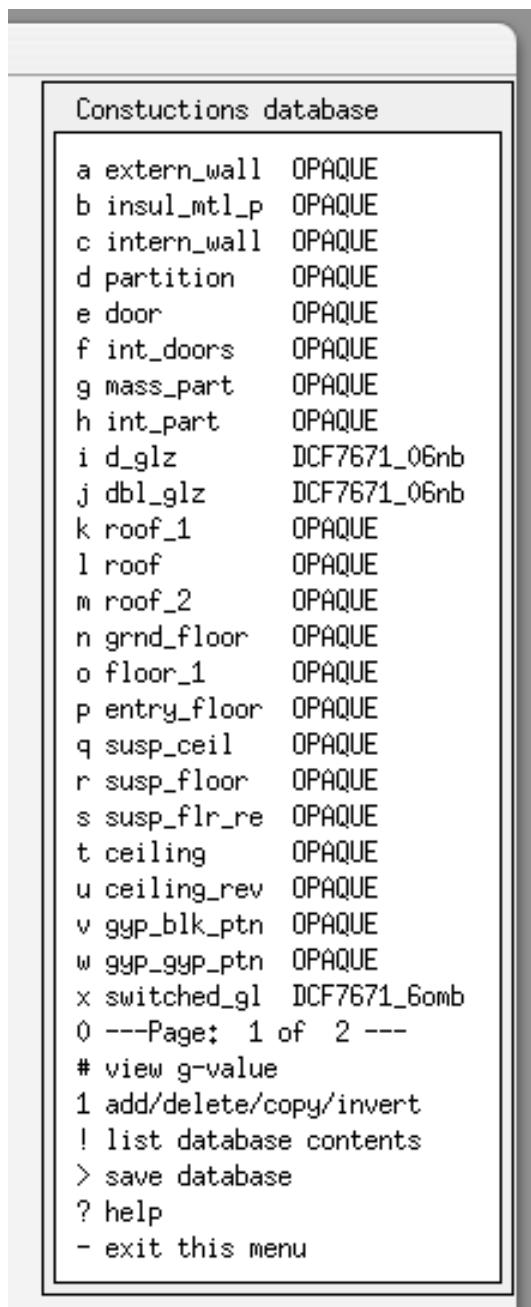 Constuctions database
a extern_wall OPAQUE
b insul_mtl_p OPAQUE
c intern_wall OPAQUE
d partition OPAQUE
e door OPAQUE
f int_doors OPAQUE
g mass_part OPAQUE
h int_part OPAQUE
i d_glz DCF7671_06nb
j dbl_glz DCF7671_06nb
k roof_1 OPAQUE
l roof OPAQUE
m roof_2 OPAQUE
n grnd_floor OPAQUE
o floor_1 OPAQUE
p entry_floor OPAQUE
q susp_ceil OPAQUE
r susp_floor OPAQUE
s susp_flr_re OPAQUE
t ceiling OPAQUE
u ceiling_rev OPAQUE
v gyp_blk_ptn OPAQUE
w gyp_gyp_ptn OPAQUE
x switched_gl DCF7671_6omb
0 ---Page: 1 of 2 ---
# view g-value
1 add/delete/copy/invert
! list database contents
> save database
? help
- exit this menu